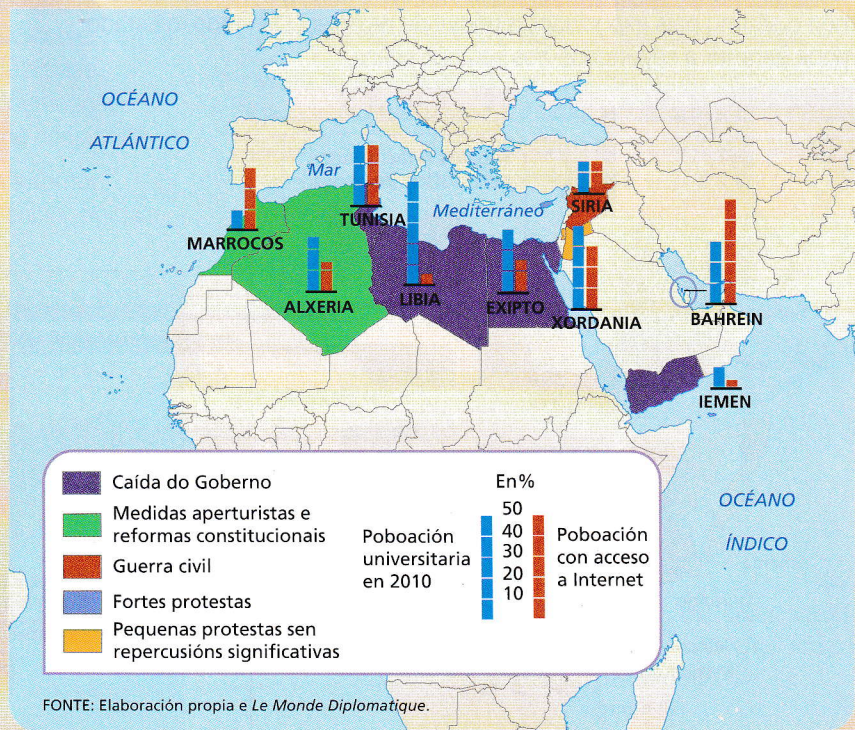 OCÉANO
ATLÁNTICO
Mar
Mediterráneo
MARROCOS
TUNISIA
SIRIA
ALXERIA
LIBIA
EXIPTO
XORDANIA
BAHREIN
IEMEN
OCÉANO
ÍNDICO
Caída do Goberno
Medidas aperturistas e
reformas constitucionais
Guerra civil
Fortes protestas
Pequenas protestas sen
repercusións significativas
En%
Poboación
universitaria
en 2010
50
40
30
20
10
Poboación
con acceso
a Internet
FONTE: Elaboración propia e Le Monde Diplomatique.